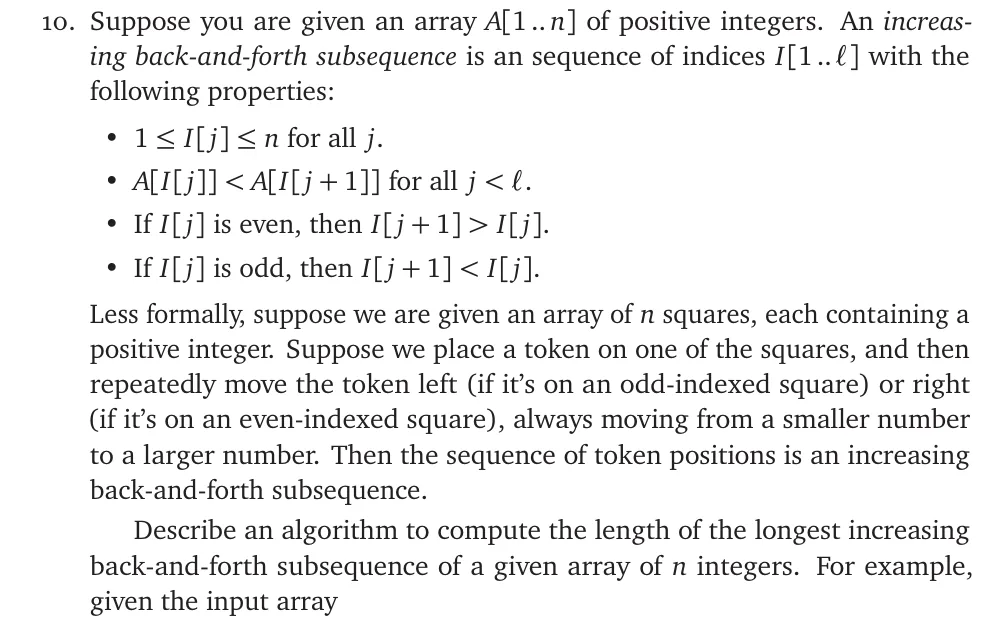 10. Suppose you are given an array A[1 .. n] of positive integers. An increas-
ing back-and-forth subsequence is an sequence of indices I[1 .. ℓ] with the
following properties:
• 1 ≤ I[j] ≤ n for all j.
• A[I[j]] < A[I[j + 1]] for all j < ℓ.
• If I[j] is even, then I[j + 1] > I[j].
• If I[j] is odd, then I[j + 1] < I[j].
Less formally, suppose we are given an array of n squares, each containing a
positive integer. Suppose we place a token on one of the squares, and then
repeatedly move the token left (if it’s on an odd-indexed square) or right
(if it’s on an even-indexed square), always moving from a smaller number
to a larger number. Then the sequence of token positions is an increasing
back-and-forth subsequence.
Describe an algorithm to compute the length of the longest increasing
back-and-forth subsequence of a given array of n integers. For example,
given the input array